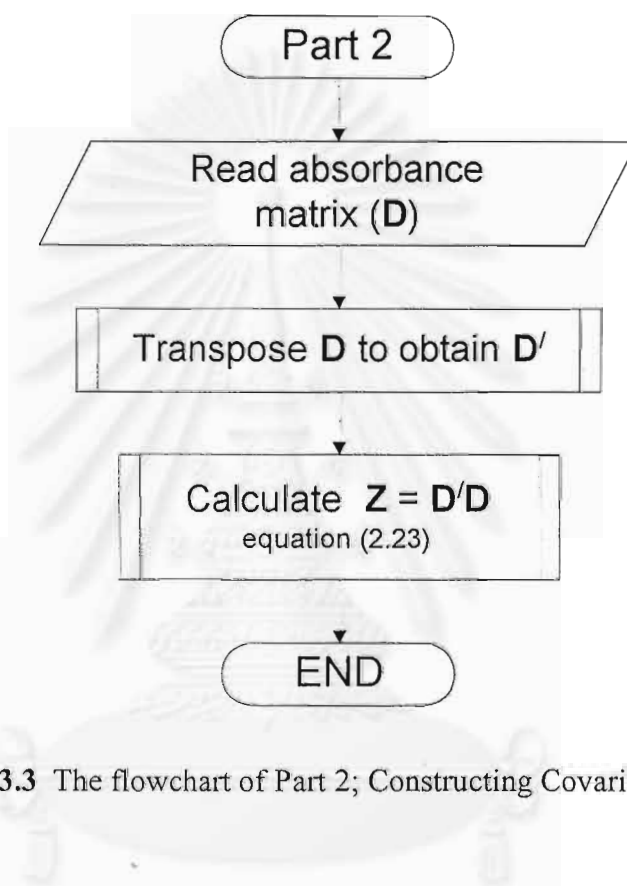 Part 2
Read absorbance
matrix (D)
Transpose D to obtain D/
Calculate Z = D/D
equation (2.23)
END
3.3 The flowchart of Part 2; Constructing Covari